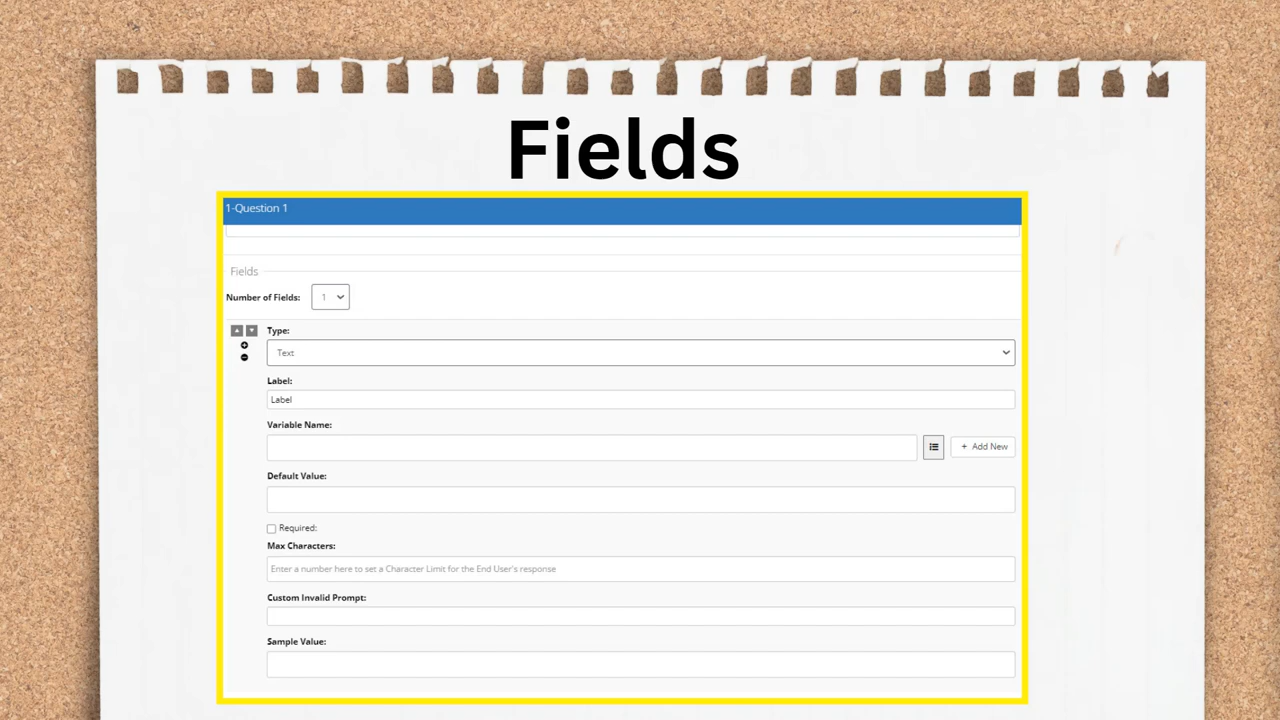 Fields
1-Question 1
Fields
Number of Fields: 1
Type:
Text
Label:
Label
Variable Name:
+ Add New
Default Value:
Required:
Max Characters:
Enter a number here to set a Character Limit for the End User's response
Custom Invalid Prompt:
Sample Value: